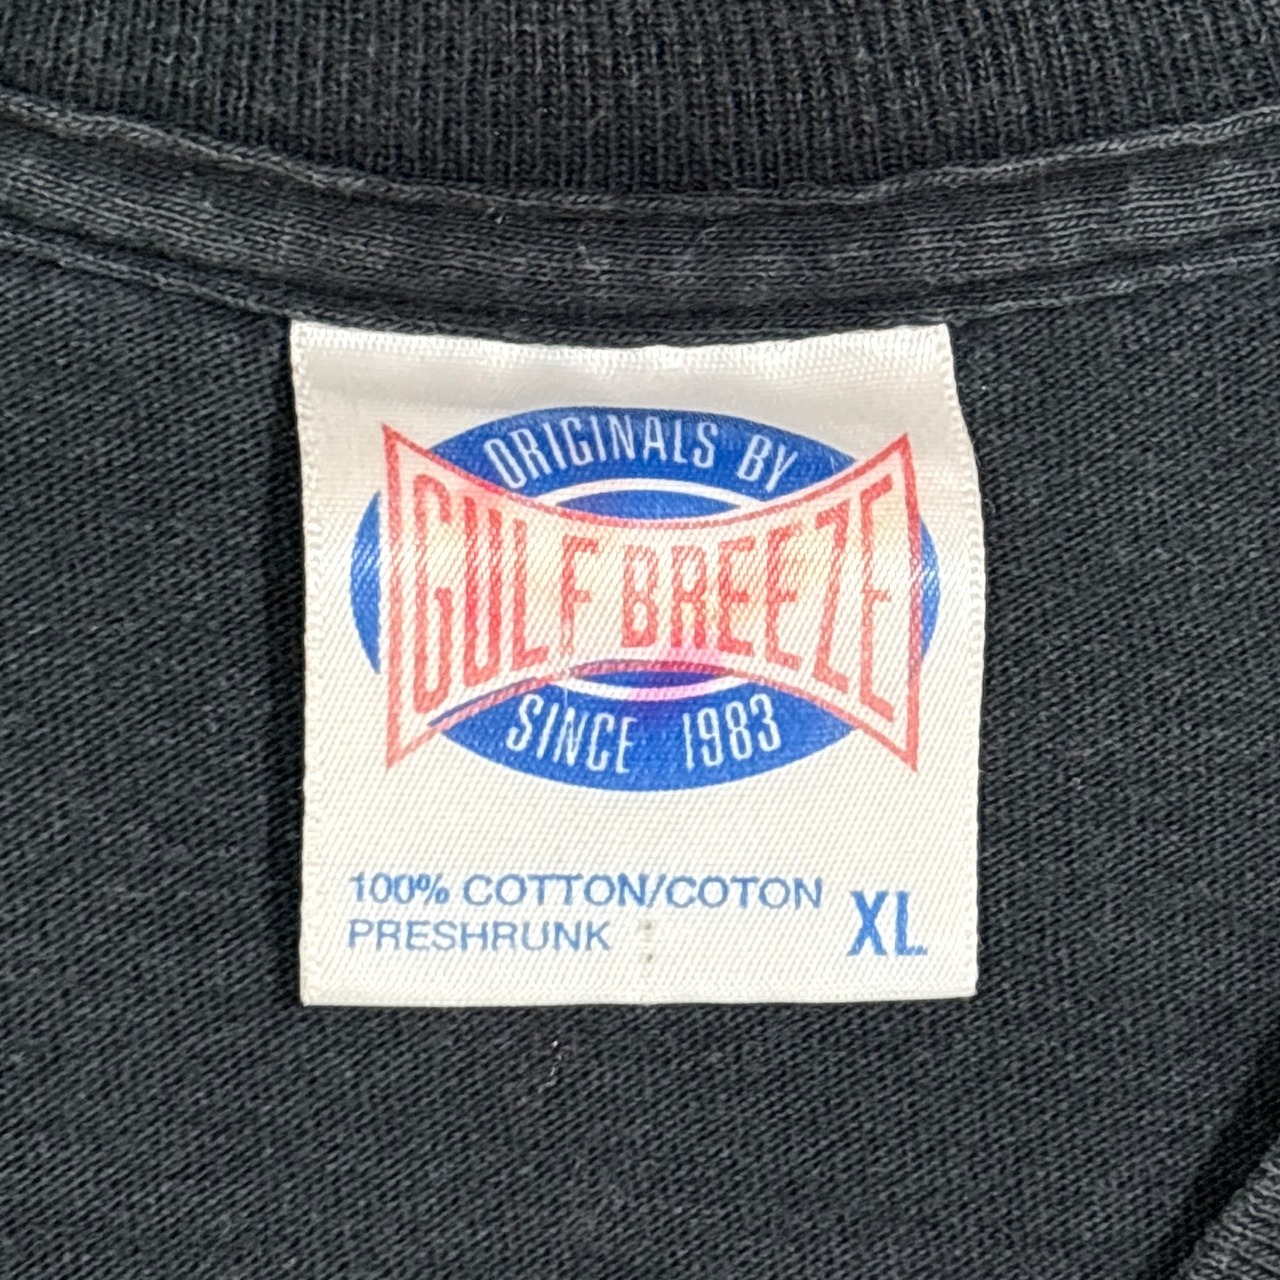 ORIGINALS BY
GULF BREEZE
SINCE 1983
100% COTTON/COTON
PRESHRUNK
XL